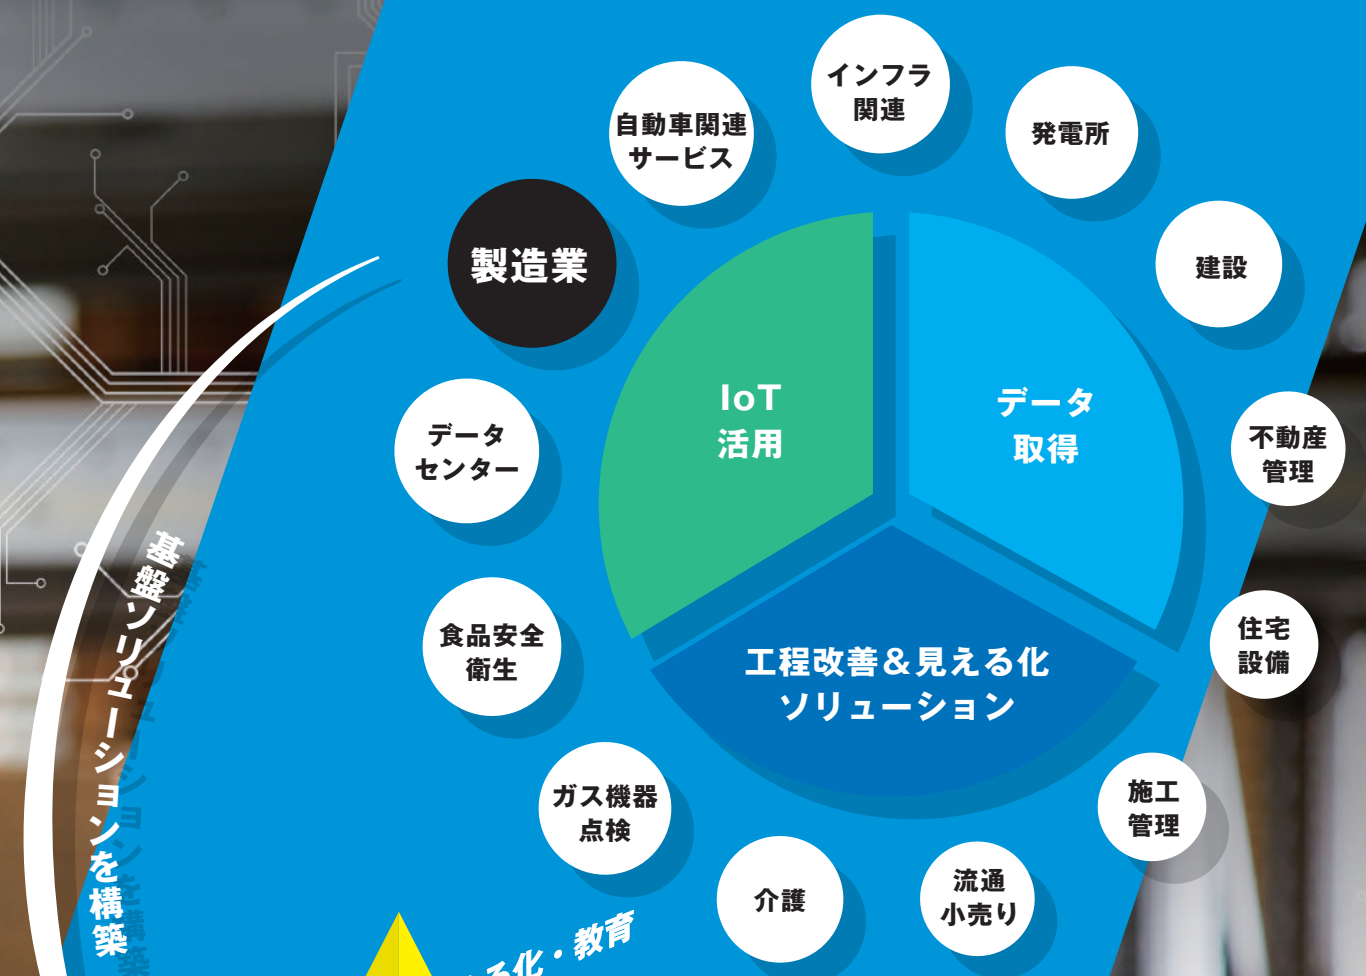 インフラ
関連
自動車関連
サービス
発電所
製造業
建設
IoT
活用
データ
取得
データ
センター
不動産
管理
基盤ソリューションを構築
食品安全
衛生
工程改善&見える化
ソリューション
住宅
設備
ガス機器
点検
施工
管理
介護
流通
小売り
る化・教育